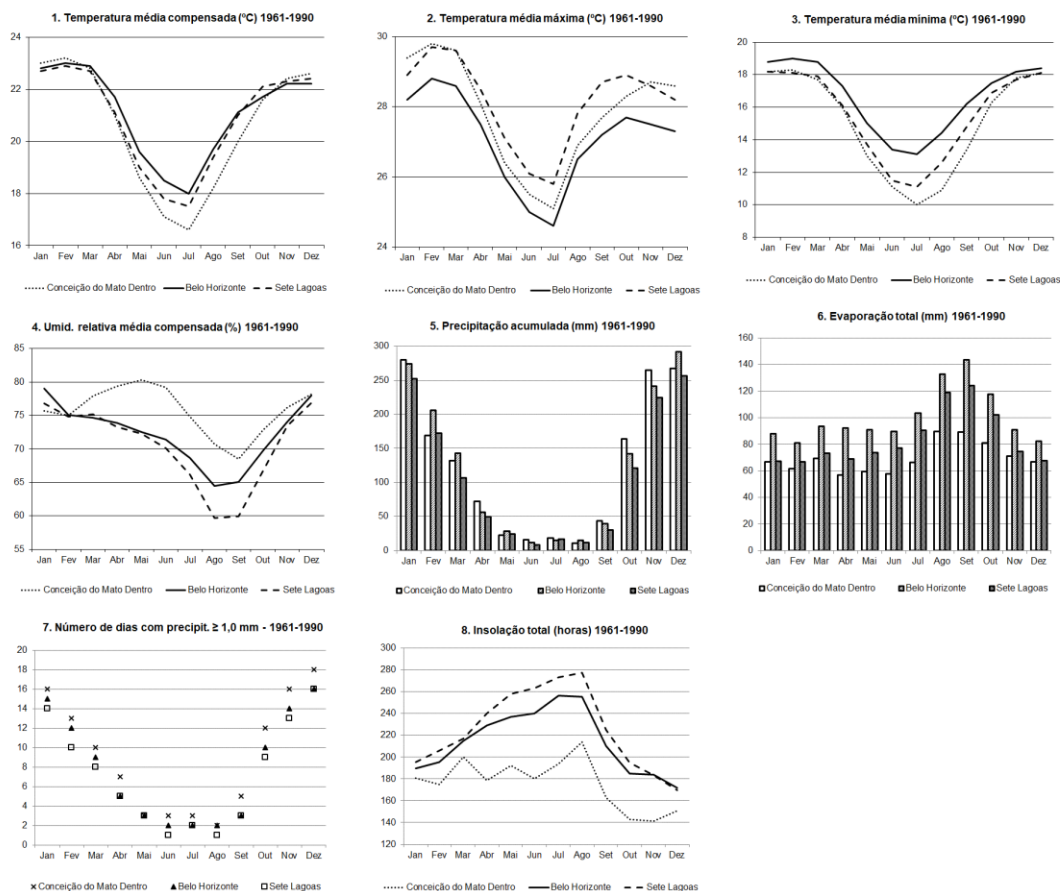 1. Temperatura média compensada (ºC) 1961-1990
24
22
20
18
16
Jan Fev Mar Abr Mai Jun Jul Ago Set Out Nov Dez
Conceição do Mato Dentro Belo Horizonte Sete Lagoas
2. Temperatura média máxima (ºC) 1961-1990
30
28
26
24
Jan Fev Mar Abr Mai Jun Jul Ago Set Out Nov Dez
Conceição do Mato Dentro Belo Horizonte Sete Lagoas
3. Temperatura média mínima (ºC) 1961-1990
20
18
16
14
12
10
8
Jan Fev Mar Abr Mai Jun Jul Ago Set Out Nov Dez
Conceição do Mato Dentro Belo Horizonte Sete Lagoas
4. Umid. relativa média compensada (%) 1961-1990
85
80
75
70
65
60
55
Jan Fev Mar Abr Mai Jun Jul Ago Set Out Nov Dez
Conceição do Mato Dentro Belo Horizonte Sete Lagoas
5. Precipitação acumulada (mm) 1961-1990
300
250
200
150
100
50
0
Jan Fev Mar Abr Mai Jun Jul Ago Set Out Nov Dez
Conceição do Mato Dentro Belo Horizonte Sete Lagoas
6. Evaporação total (mm) 1961-1990
160
140
120
100
80
60
40
20
0
Jan Fev Mar Abr Mai Jun Jul Ago Set Out Nov Dez
Conceição do Mato Dentro Belo Horizonte Sete Lagoas
7. Número de dias com precipit. ≥ 1,0 mm - 1961-1990
20
18
16
14
12
10
8
6
4
2
0
Jan Fev Mar Abr Mai Jun Jul Ago Set Out Nov Dez
Conceição do Mato Dentro Belo Horizonte Sete Lagoas
8. Insolação total (horas) 1961-1990
300
280
260
240
220
200
180
160
140
120
Jan Fev Mar Abr Mai Jun Jul Ago Set Out Nov Dez
Conceição do Mato Dentro Belo Horizonte Sete Lagoas